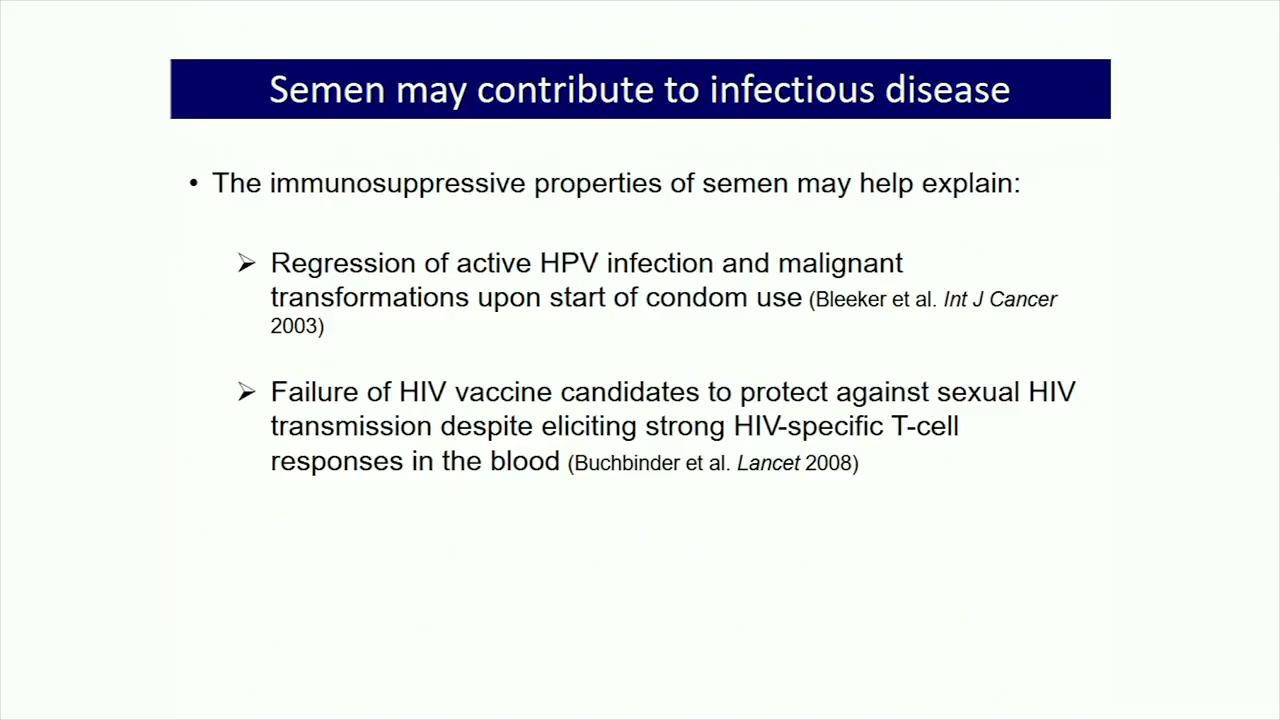 Semen may contribute to infectious disease
• The immunosuppressive properties of semen may help explain:
➢ Regression of active HPV infection and malignant
transformations upon start of condom use (Bleeker et al. Int J Cancer
2003)
➢ Failure of HIV vaccine candidates to protect against sexual HIV
transmission despite eliciting strong HIV-specific T-cell
responses in the blood (Buchbinder et al. Lancet 2008)